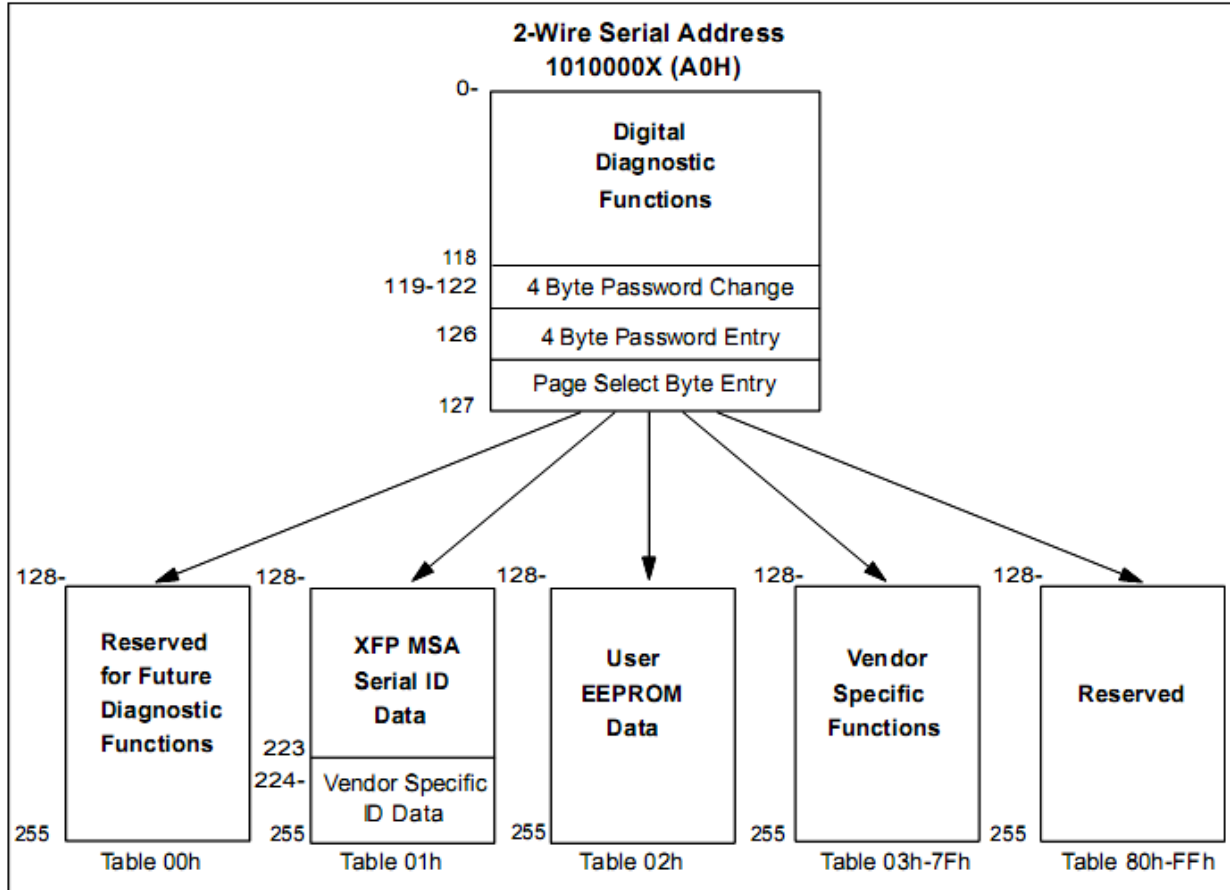 2-Wire Serial Address
1010000X (A0H)
0-
Digital
Diagnostic
Functions
118
119-122
4 Byte Password Change
126
4 Byte Password Entry
Page Select Byte Entry
127
128-
Reserved
for Future
Diagnostic
Functions
255
Table 00h
128-
XFP MSA
Serial ID
Data
223
224-
Vendor Specific
ID Data
255
Table 01h
128-
User
EEPROM
Data
255
Table 02h
128-
Vendor
Specific
Functions
255
Table 03h-7Fh
128-
Reserved
255
Table 80h-FFh